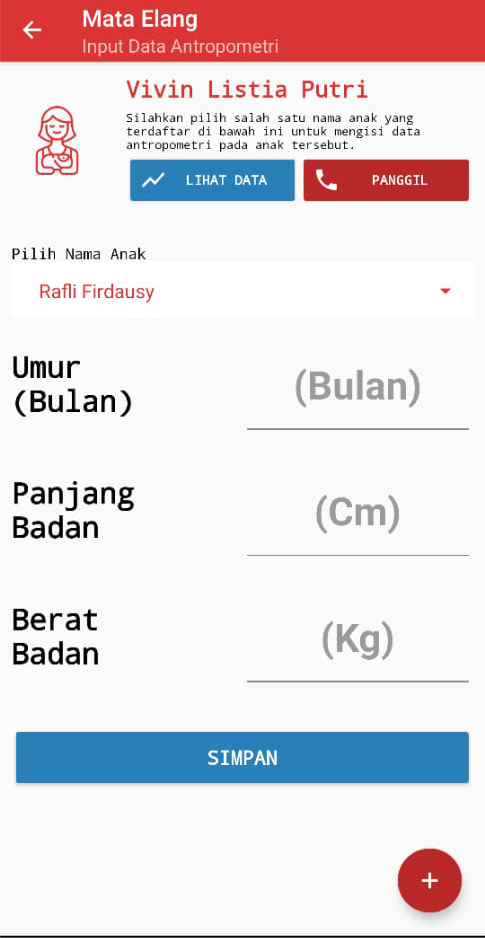 Mata Elang
Input Data Antropometri
Vivin Listia Putri
Silahkan pilih salah satu nama anak yang
terdaftar di bawah ini untuk mengisi data
antropometri pada anak tersebut.
LIHAT DATA
PANGGIL
Pilih Nama Anak
Rafli Firdausy
Umur
(Bulan)
(Bulan)
Panjang
Badan
(Cm)
Berat
Badan
(Kg)
SIMPAN
+